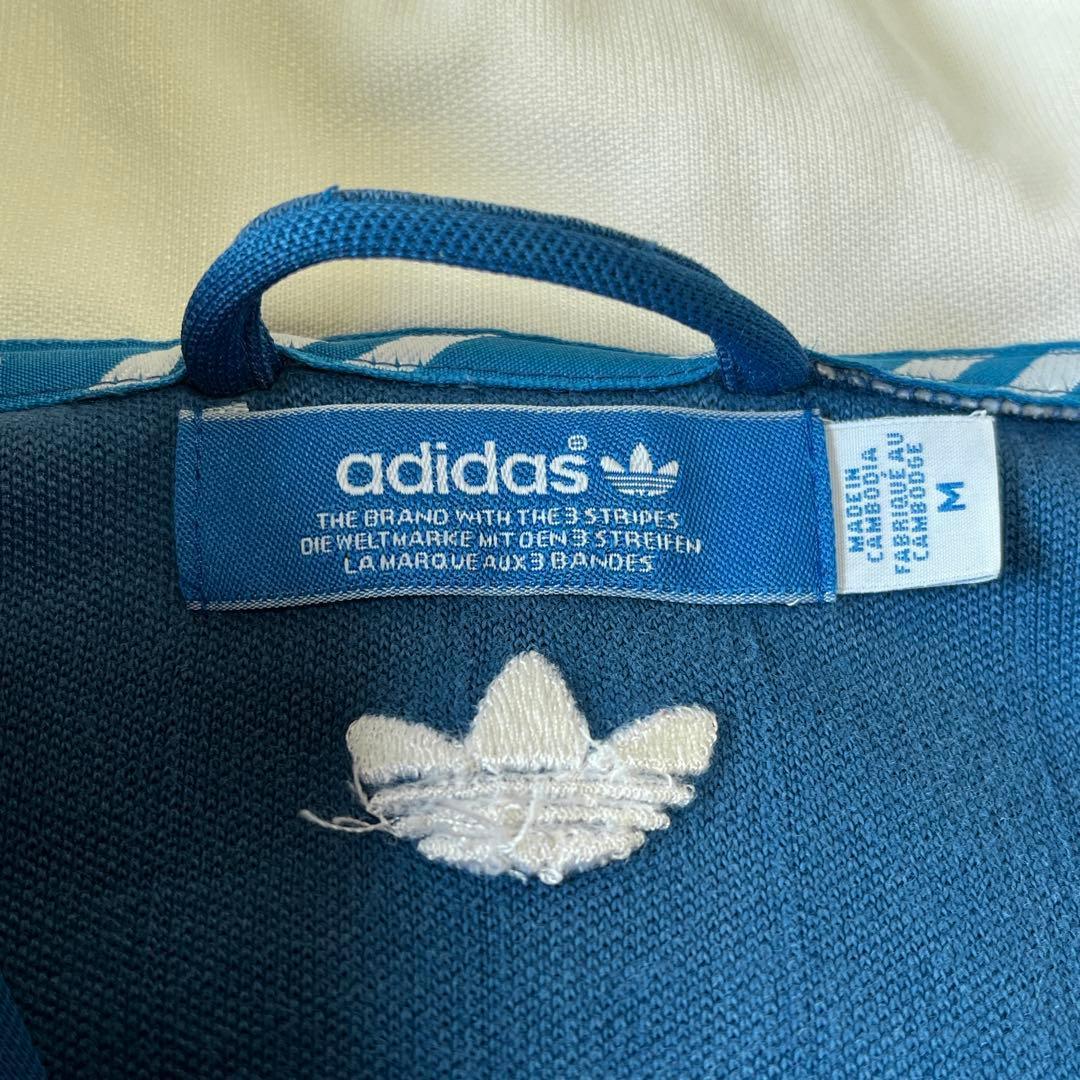 adidas®
THE BRAND WITH THE 3 STRIPES
DIE WELTMARKE MIT DEN 3 STREIFEN
LA MARQUE AUX 3 BANDES
MADE IN
CAMBODIA
FABRIQUE AU
CAMBODGE
M